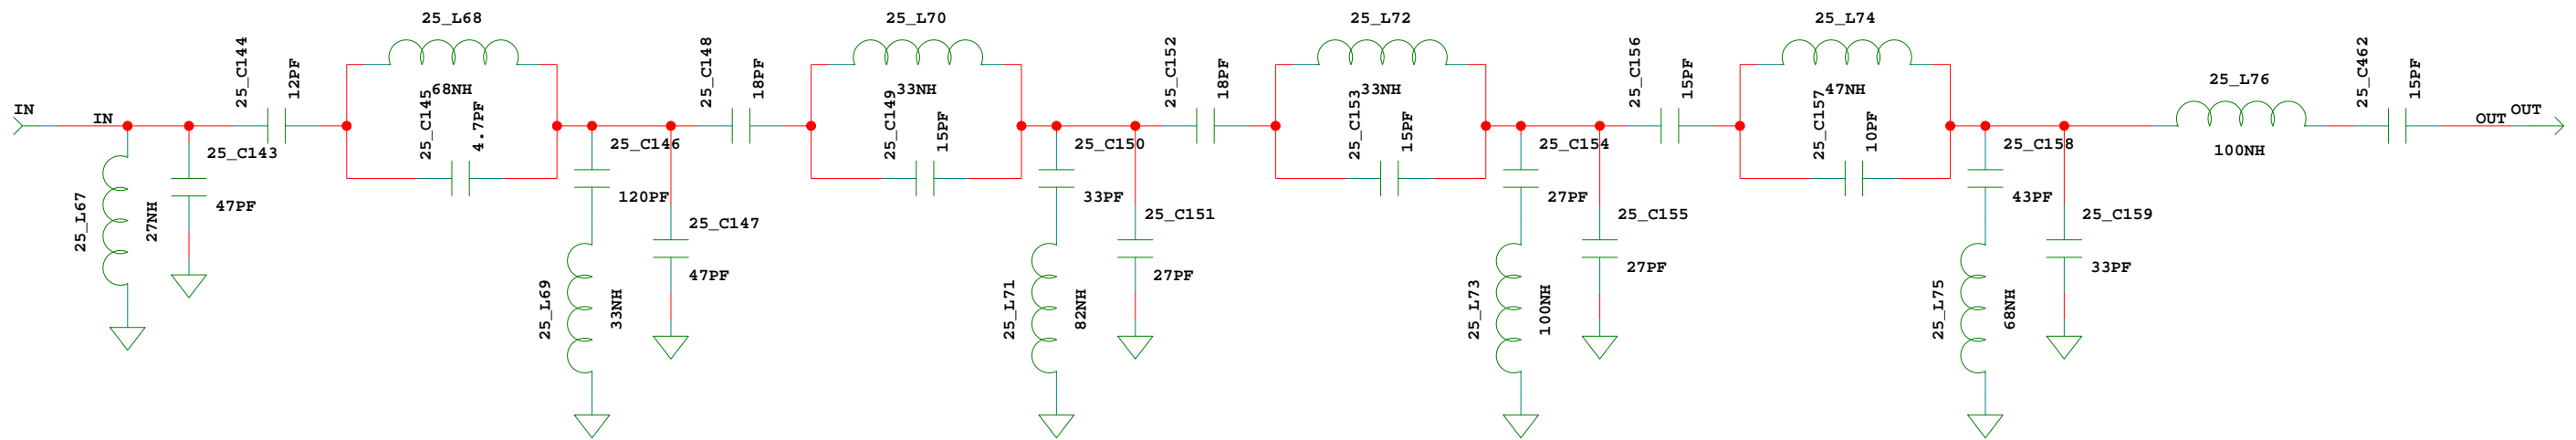 25_L68
25_L70
25_L72
25_L74
25_C144
12PF
25_C148
18PF
25_C152
18PF
25_C156
15PF
25_L76
25_C462
15PF
68NH
33NH
33NH
47NH
IN
IN
25_C145
4.7PF
25_C149
15PF
25_C153
15PF
25_C157
10PF
OUT
OUT
100NH
25_C143
25_C146
25_C150
25_C154
25_C158
47PF
120PF
33PF
27PF
43PF
25_L67
27NH
25_C147
25_C151
25_C155
25_C159
47PF
27PF
27PF
33PF
25_L69
33NH
25_L71
82NH
25_L73
100NH
25_L75
68NH